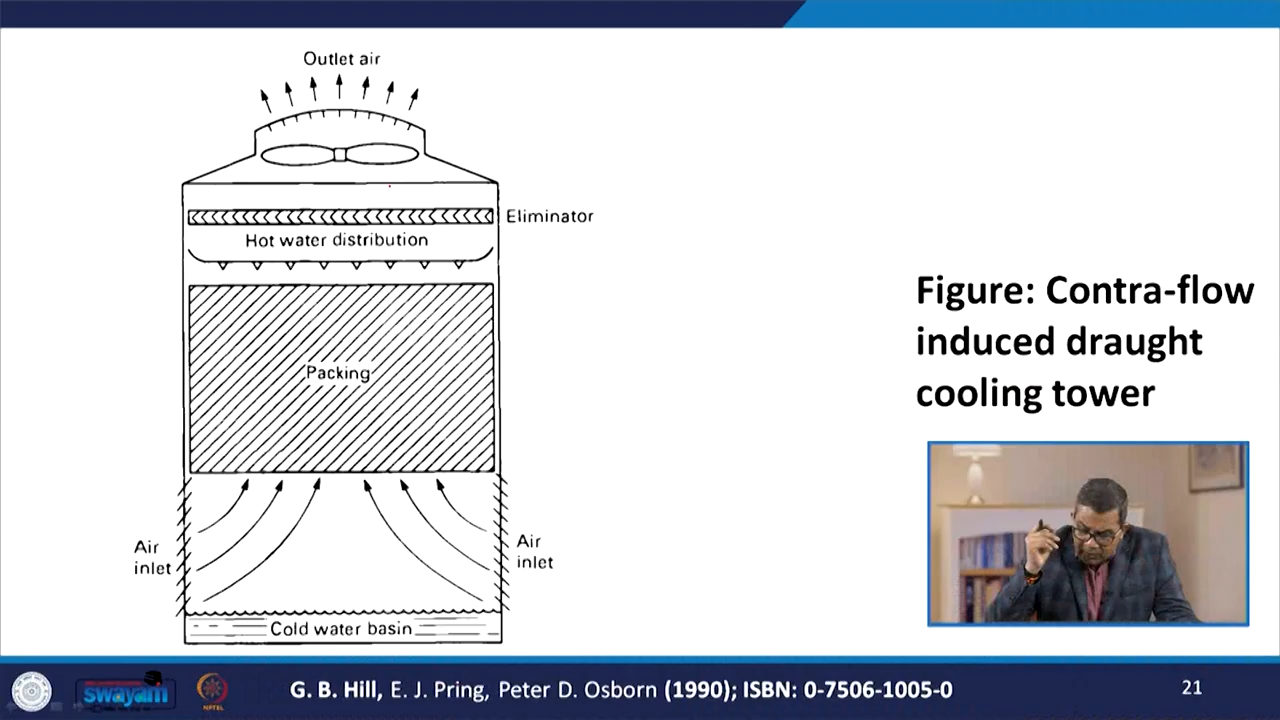 Outlet air
Eliminator
Hot water distribution
Packing
Air
inlet
Air
inlet
Cold water basin
Figure: Contra-flow
induced draught
cooling tower
swayam
NPTEL
G. B. Hill, E. J. Pring, Peter D. Osborn (1990); ISBN: 0-7506-1005-0
21